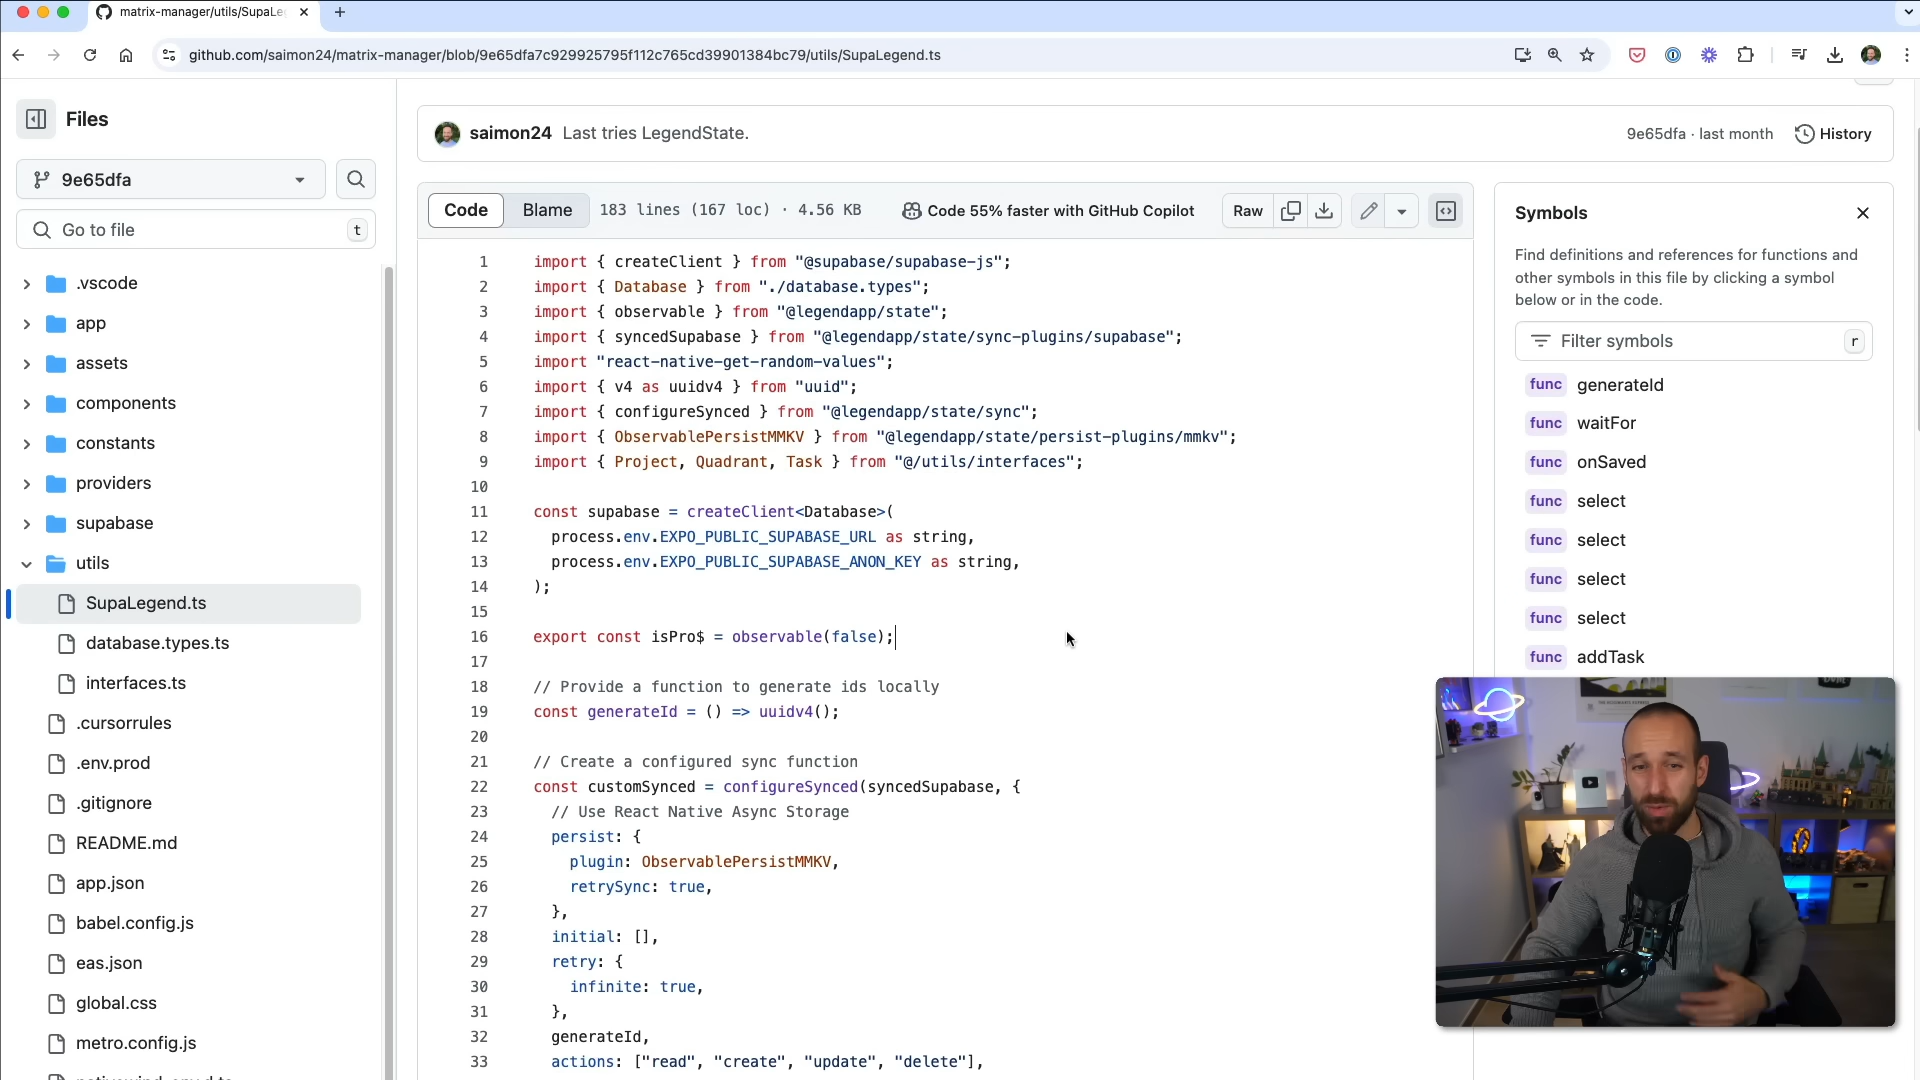 matrix-manager/utils/SupaLe
github.com/saimon24/matrix-manager/blob/9e65dfa7c929925795f112c765cd39901384bc79/utils/SupaLegend.ts
Files
9e65dfa
Go to file
t
.vscode
app
assets
components
constants
providers
supabase
utils
SupaLegend.ts
database.types.ts
interfaces.ts
.cursorrules
.env.prod
.gitignore
README.md
app.json
babel.config.js
eas.json
global.css
metro.config.js
saimon24 Last tries LegendState.
9e65dfa · last month
History
Code
Blame
183 lines (167 loc) · 4.56 KB
Code 55% faster with GitHub Copilot
Raw
1 import { createClient } from "@supabase/supabase-js";
2 import { Database } from "./database.types";
3 import { observable } from "@legendapp/state";
4 import { syncedSupabase } from "@legendapp/state/sync-plugins/supabase";
5 import "react-native-get-random-values";
6 import { v4 as uuidv4 } from "uuid";
7 import { configureSynced } from "@legendapp/state/sync";
8 import { ObservablePersistMMKV } from "@legendapp/state/persist-plugins/mmkv";
9 import { Project, Quadrant, Task } from "@/utils/interfaces";
10
11 const supabase = createClient<Database>(
12 process.env.EXPO_PUBLIC_SUPABASE_URL as string,
13 process.env.EXPO_PUBLIC_SUPABASE_ANON_KEY as string,
14 );
15
16 export const isPro$ = observable(false);
17
18 // Provide a function to generate ids locally
19 const generateId = () => uuidv4();
20
21 // Create a configured sync function
22 const customSynced = configureSynced(syncedSupabase, {
23 // Use React Native Async Storage
24 persist: {
25 plugin: ObservablePersistMMKV,
26 retrySync: true,
27 },
28 initial: [],
29 retry: {
30 infinite: true,
31 },
32 generateId,
33 actions: ["read", "create", "update", "delete"],
Symbols
Find definitions and references for functions and
other symbols in this file by clicking a symbol
below or in the code.
Filter symbols
r
func generateId
func waitFor
func onSaved
func select
func select
func select
func select
func addTask